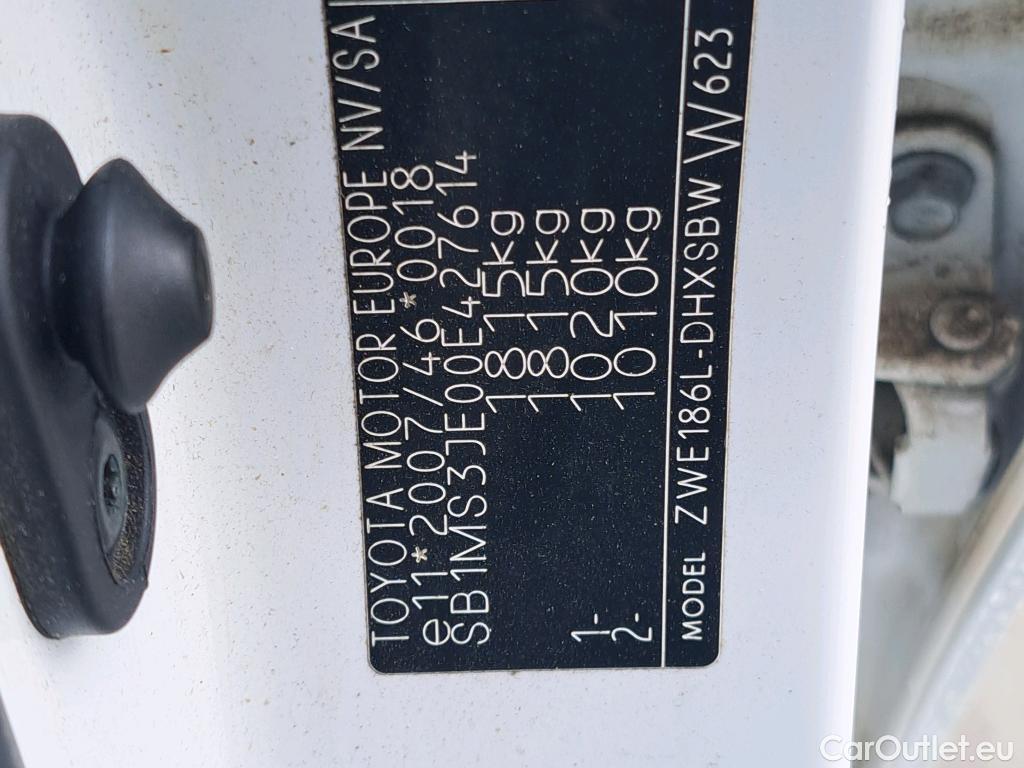 TOYOTA MOTOR EUROPE NV/SA
e11*2007/46*0018
SB1MS3JE00E427614
1815kg
1815kg
1- 1020kg
2- 1010kg
MODEL ZWE186L-DHXSBW W623
CarOutlet.eu